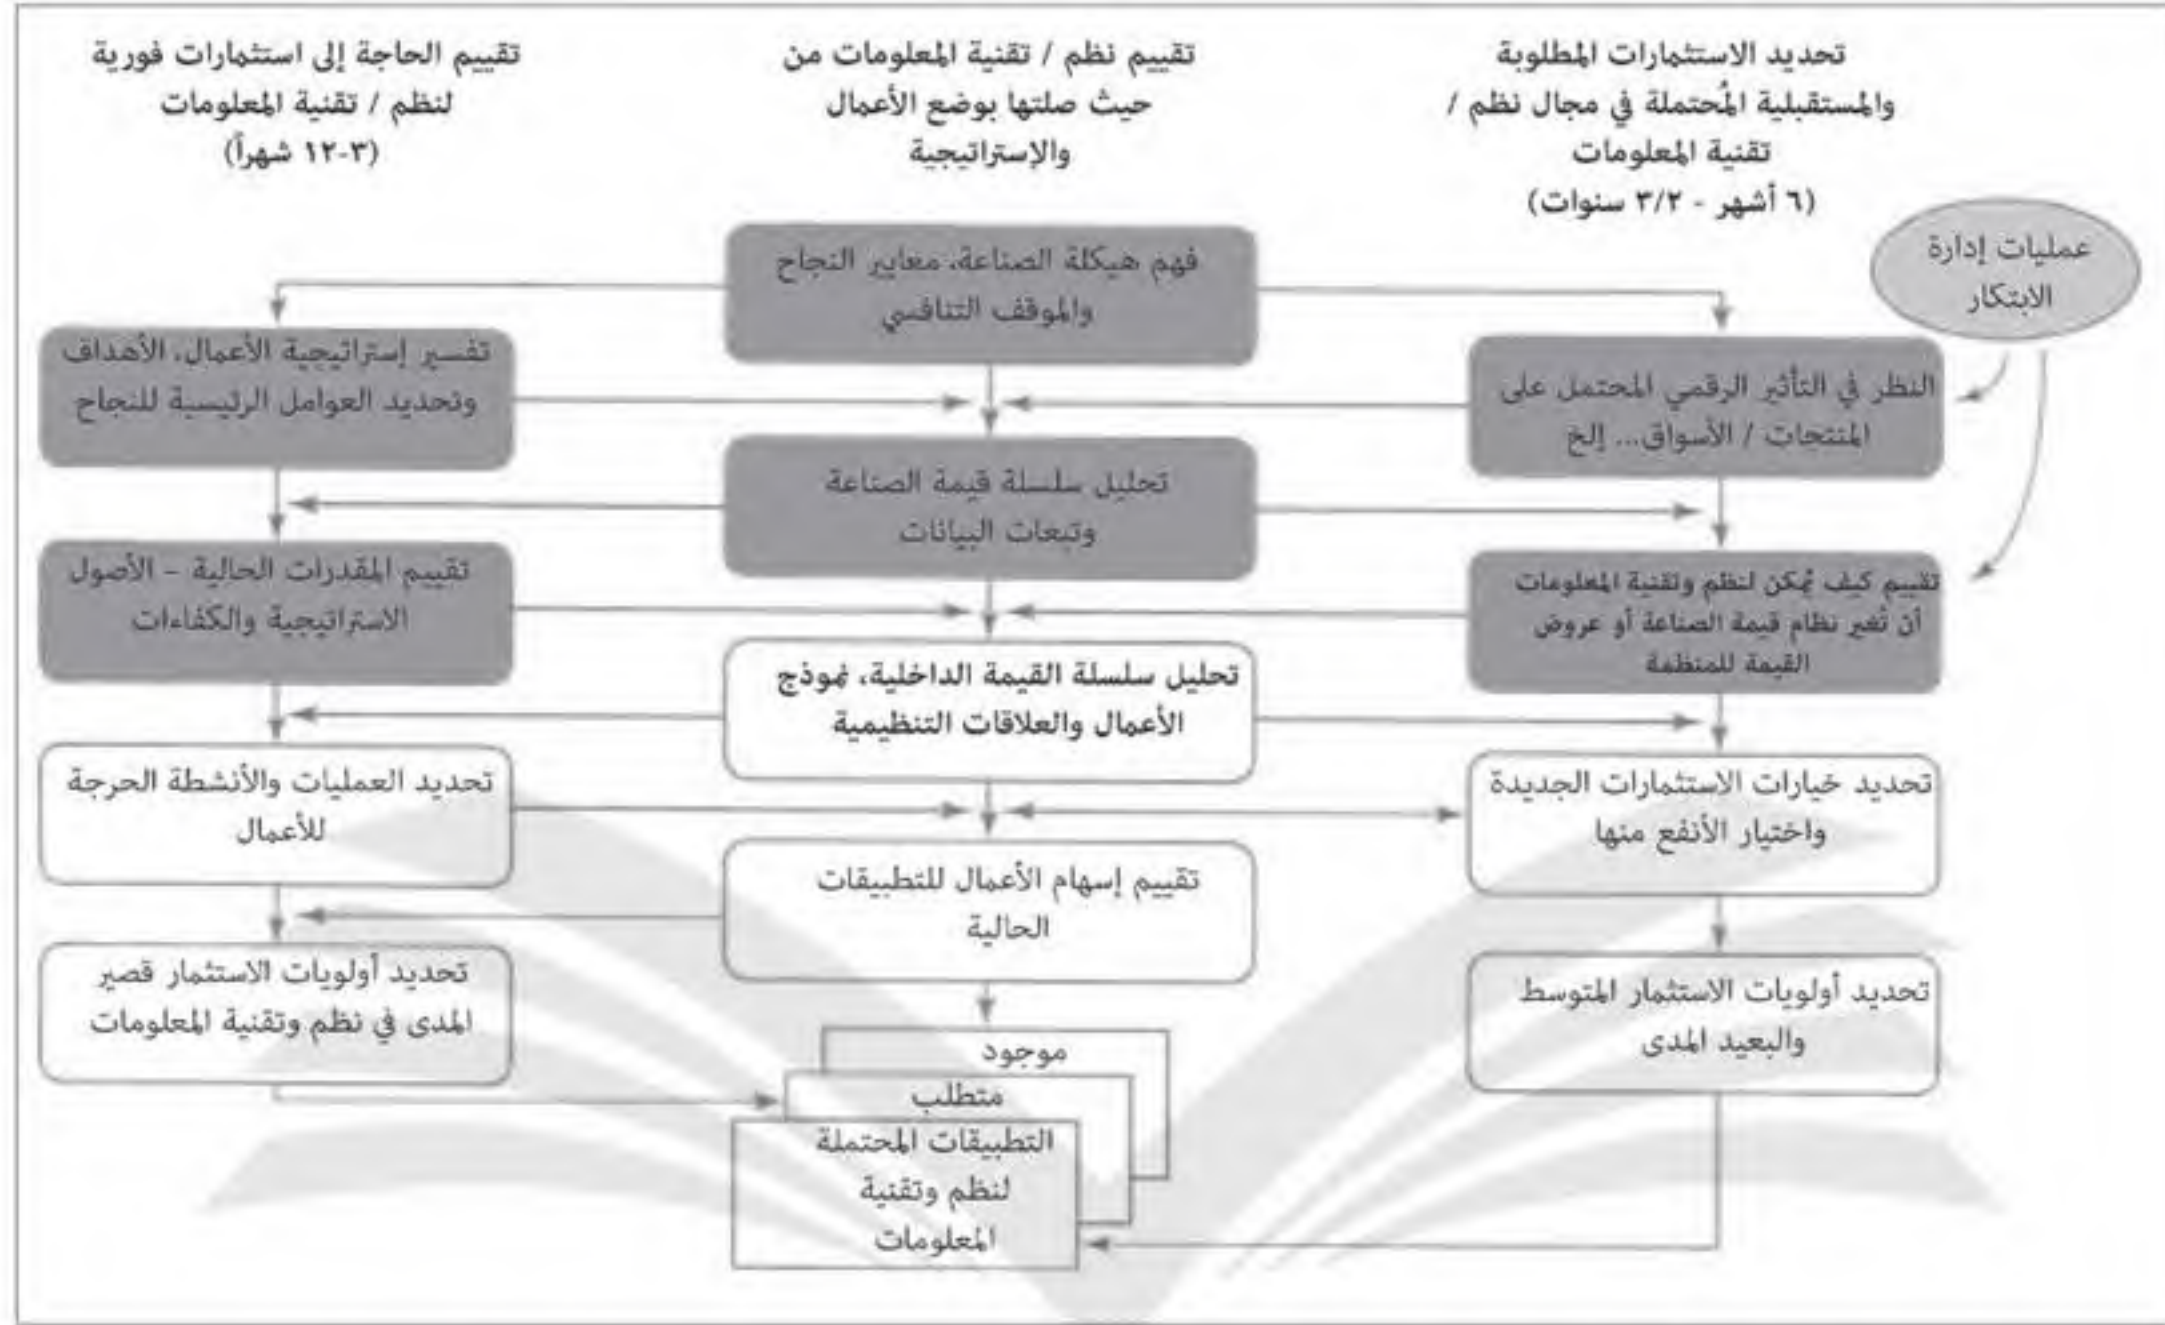 تحديد الاستثمارات المطلوبة
والمستقبلية المُحتملة في مجال نظم /
تقنية المعلومات
(٦ أشهر - ٣/٢ سنوات)
تقييم نظم / تقنية المعلومات من
حيث صلتها بوضع الأعمال
والإستراتيجية
تقييم الحاجة إلى استثمارات فورية
لنظم / تقنية المعلومات
(٣-١٢ شهراً)
عمليات إدارة
الابتكار
فهم هيكلة الصناعة، معايير النجاح
والموقف التنافسي
النظر في التأثير الرقمي المحتمل على
المنتجات / الأسواق... إلخ
تفسير إستراتيجية الأعمال، الأهداف
وتحديد العوامل الرئيسية للنجاح
تحليل سلسلة قيمة الصناعة
وتبعات البيانات
تقييم كيف يُمكن لنظم وتقنية المعلومات
أن تُغير نظام قيمة الصناعة أو عروض
القيمة للمنظمة
تقييم المقدرات الحالية – الأصول
الاستراتيجية والكفاءات
تحليل سلسلة القيمة الداخلية، نموذج
الأعمال والعلاقات التنظيمية
تحديد خيارات الاستثمارات الجديدة
واختيار الأنفع منها
تحديد العمليات والأنشطة الحرجة
للأعمال
تقييم إسهام الأعمال للتطبيقات
الحالية
تحديد أولويات الاستثمار المتوسط
والبعيد المدى
تحديد أولويات الاستثمار قصير
المدى في نظم وتقنية المعلومات
موجود
متطلب
التطبيقات المحتملة
لنظم وتقنية
المعلومات